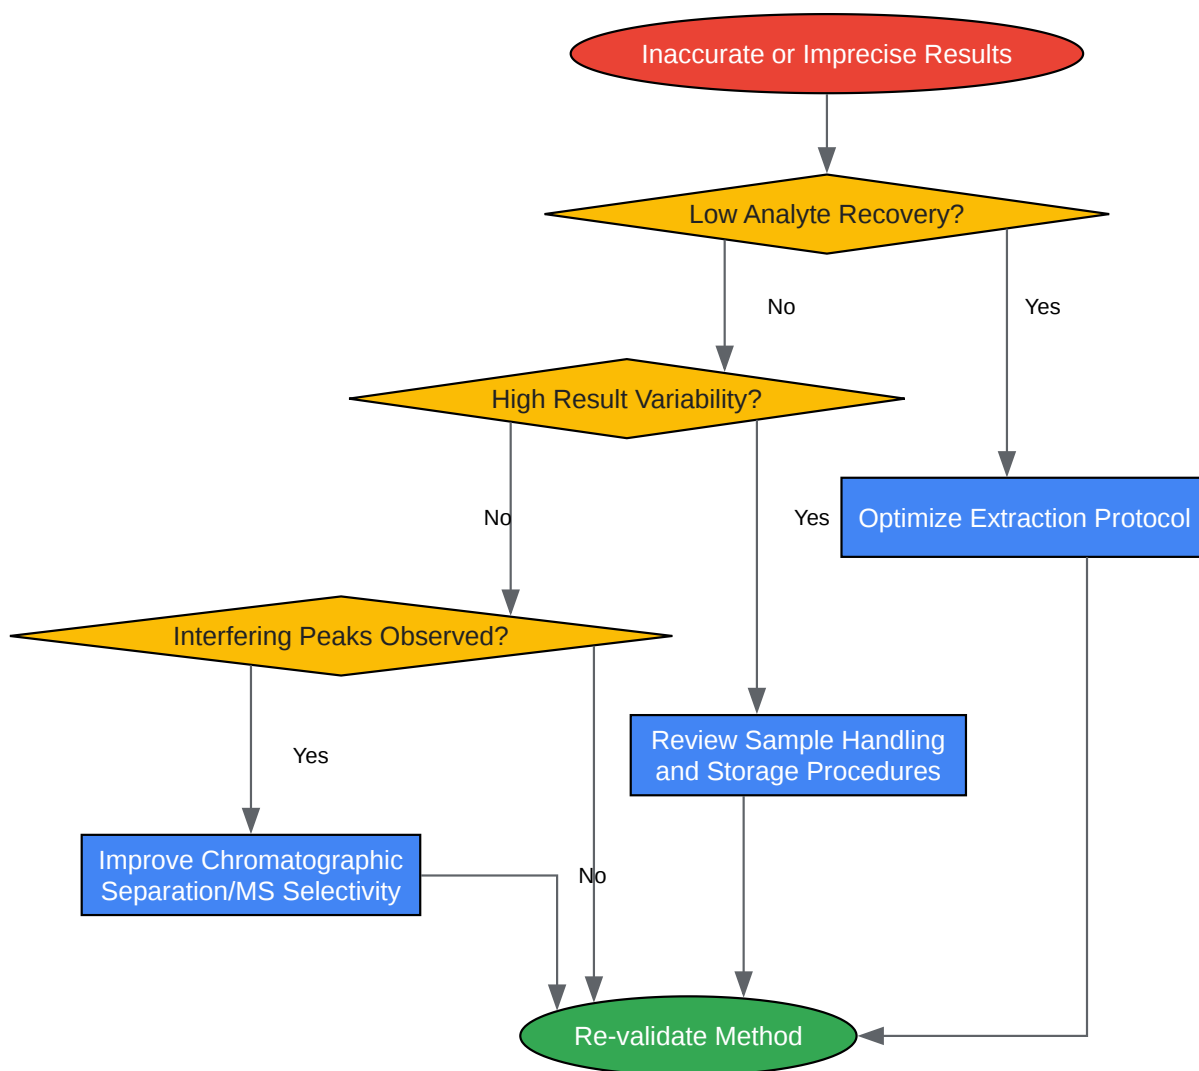 Inaccurate or Imprecise Results
Low Analyte Recovery?
No
Yes
High Result Variability?
No
Yes
Optimize Extraction Protocol
Interfering Peaks Observed?
Yes
Review Sample Handling
and Storage Procedures
Improve Chromatographic
Separation/MS Selectivity
No
Re-validate Method